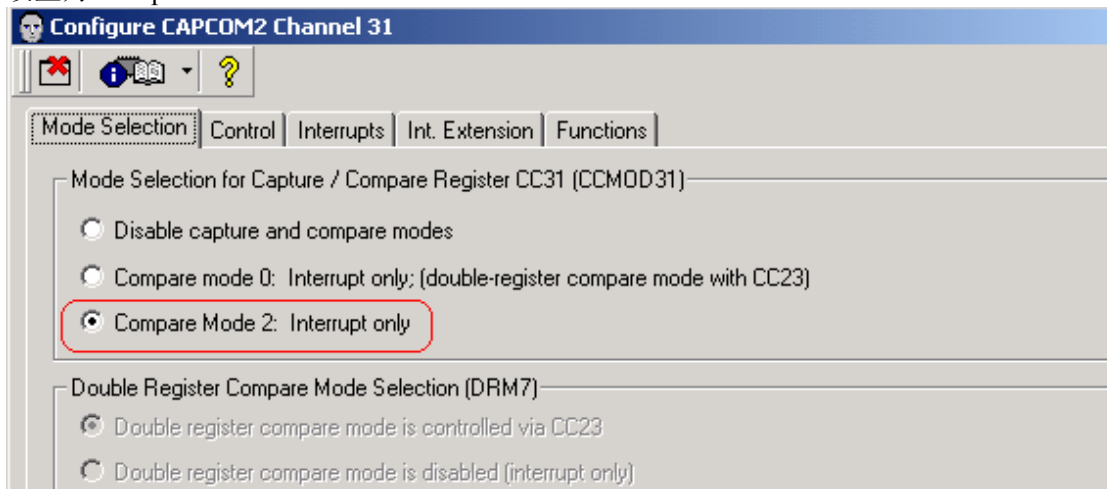 Configure CAPCOM2 Channel 31
Mode Selection Control Interrupts Int. Extension Functions
Mode Selection for Capture / Compare Register CC31 (CCMOD31)
Disable capture and compare modes
Compare mode 0: Interrupt only; (double-register compare mode with CC23)
Compare Mode 2: Interrupt only
Double Register Compare Mode Selection (DRM7)
Double register compare mode is controlled via CC23
Double register compare mode is disabled (interrupt only)